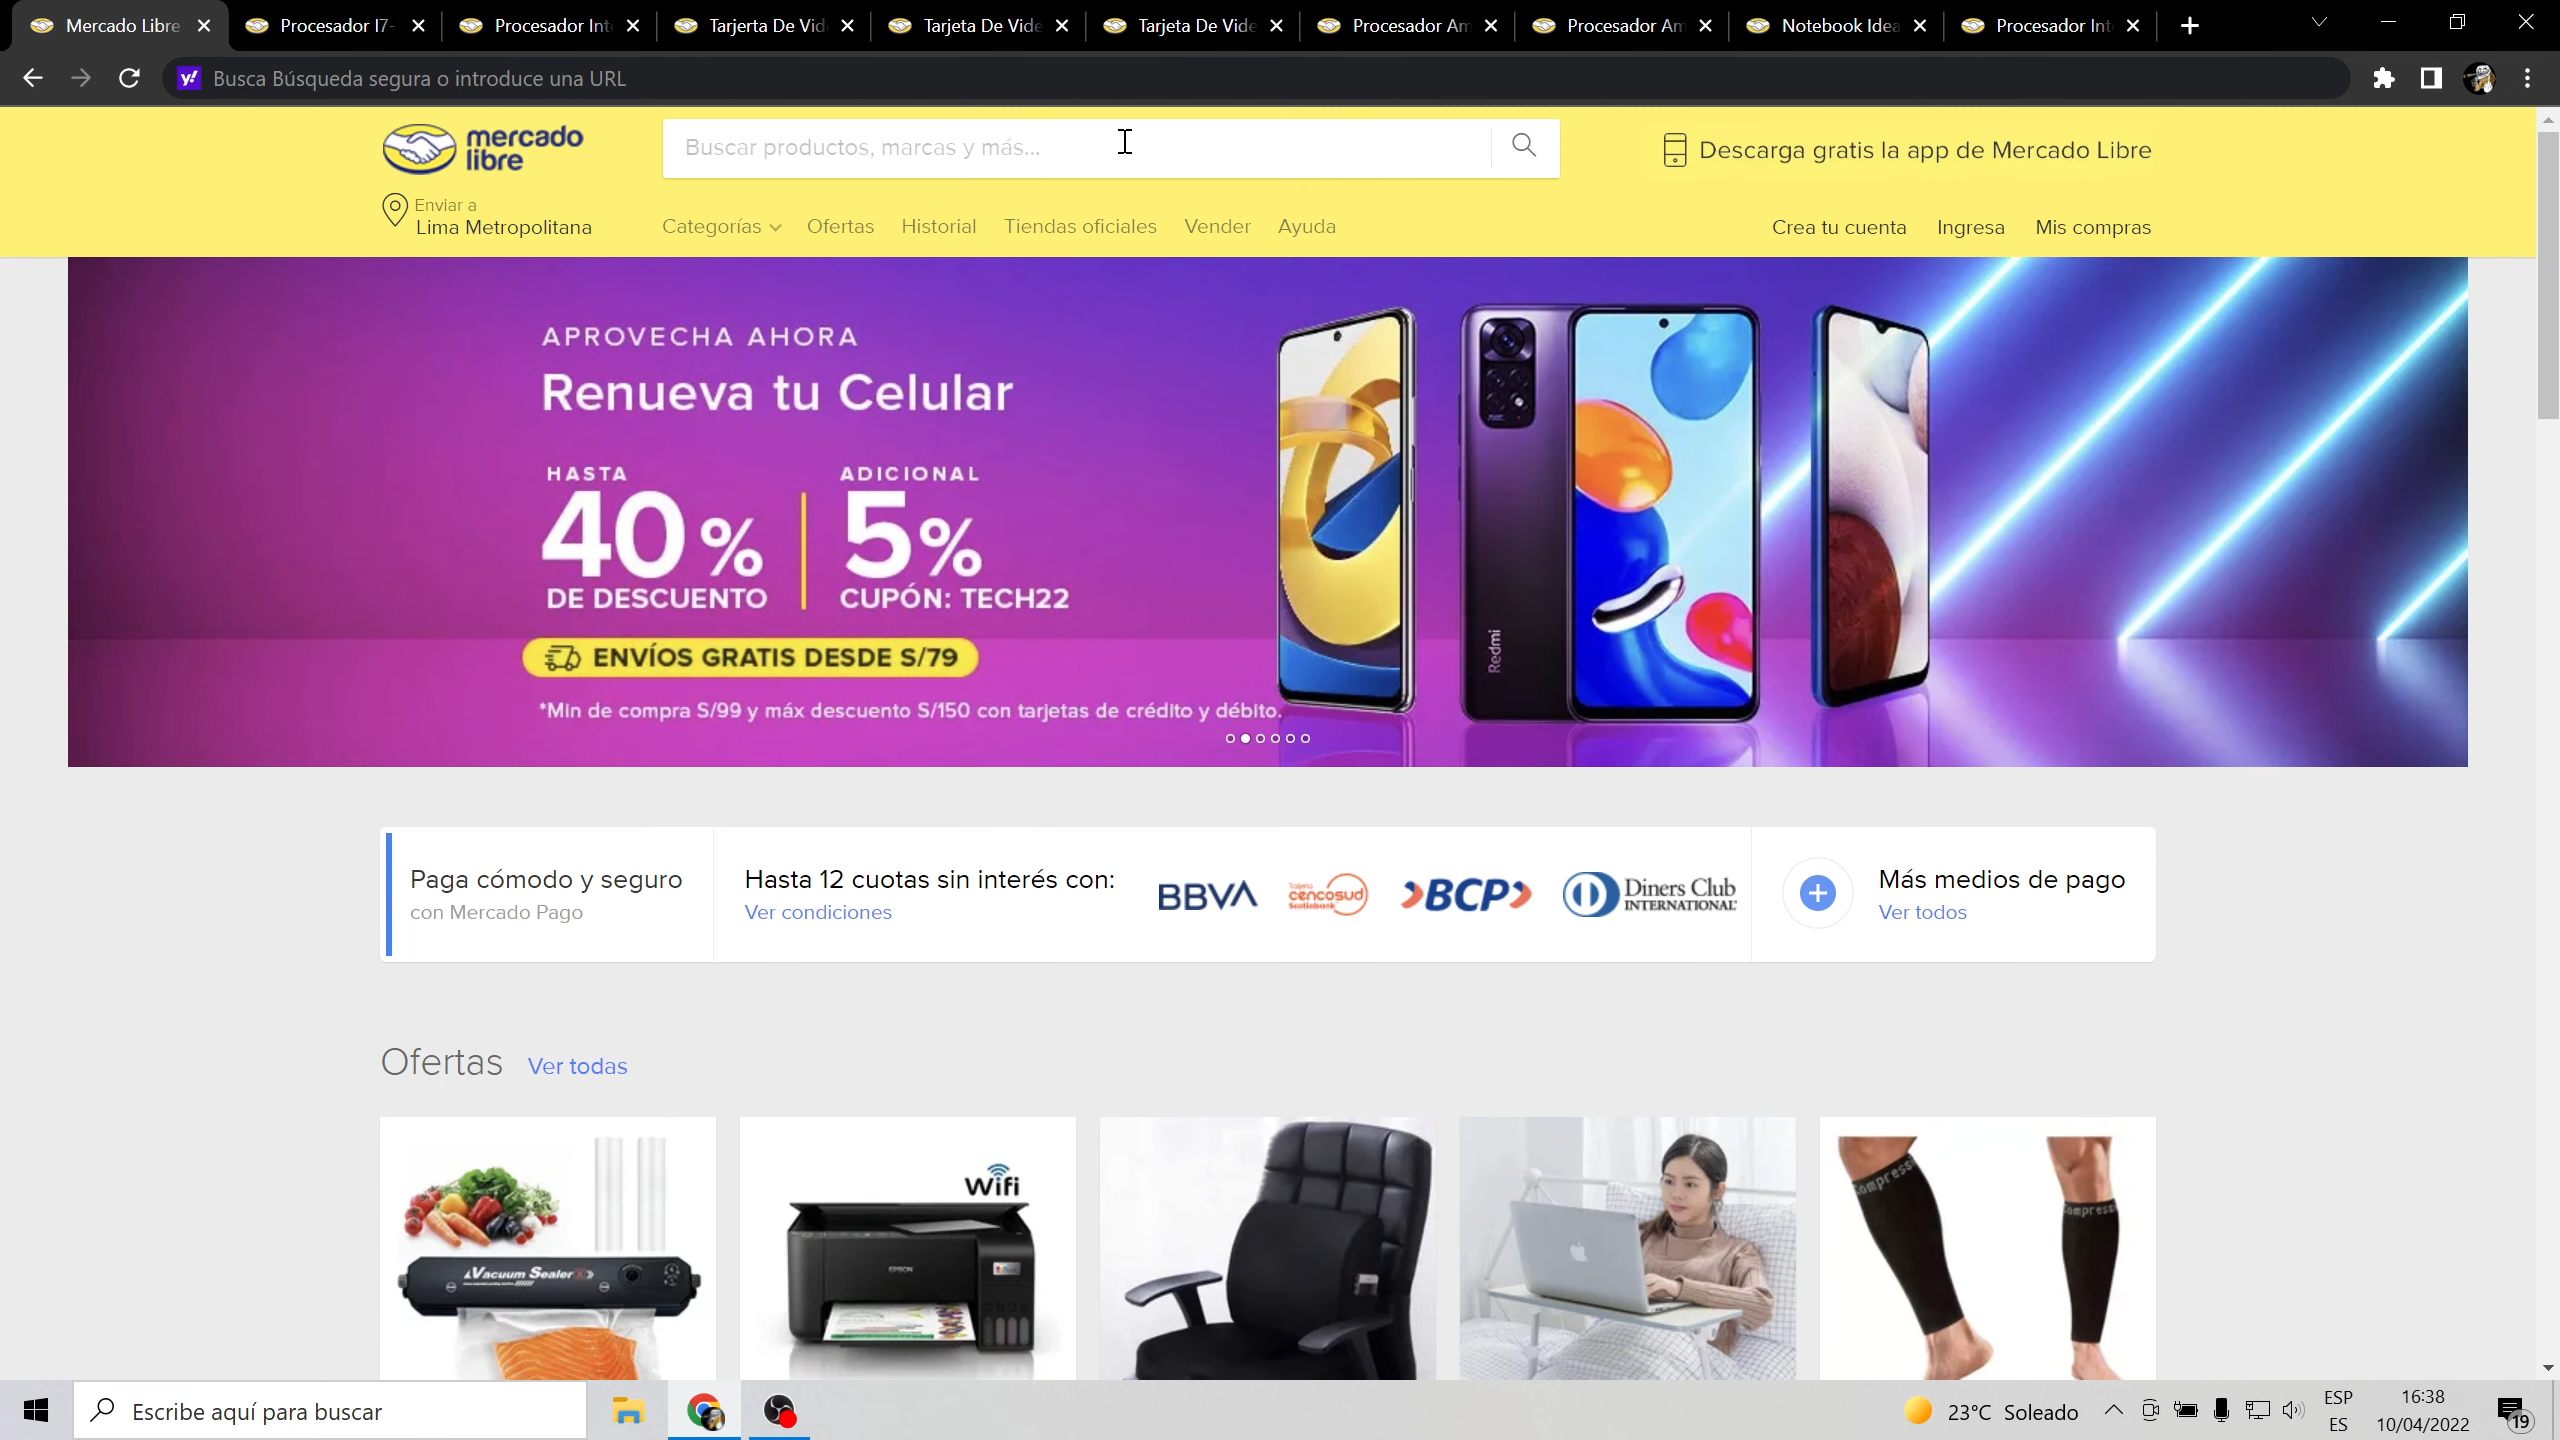 Mercado Libre
Procesador I7-
Procesador Int
Tarjerta De Vid
Tarjeta De Vide
Tarjeta De Vide
Procesador Am
Procesador Am
Notebook Idea
Procesador Int
Busca Búsqueda segura o introduce una URL
mercado
libre
Buscar productos, marcas y más...
Descarga gratis la app de Mercado Libre
Enviar a
Lima Metropolitana
Categorías
Ofertas
Historial
Tiendas oficiales
Vender
Ayuda
Crea tu cuenta
Ingresa
Mis compras
APROVECHA AHORA
Renueva tu Celular
HASTA
40%
DE DESCUENTO
ADICIONAL
5%
CUPÓN: TECH22
ENVÍOS GRATIS DESDE S/79
*Min de compra S/99 y máx descuento S/150 con tarjetas de crédito y débito.
Redmi
Paga cómodo y seguro
con Mercado Pago
Hasta 12 cuotas sin interés con:
Ver condiciones
BBVA
Tarjeta
cencosud
Scotiabank
BCP
Diners Club
INTERNATIONAL
Más medios de pago
Ver todos
Ofertas
Ver todas
Vacuum Sealer
Wifi
EPSON
Compress
Compress
Escribe aquí para buscar
23°C Soleado
ESP
ES
16:38
10/04/2022
19